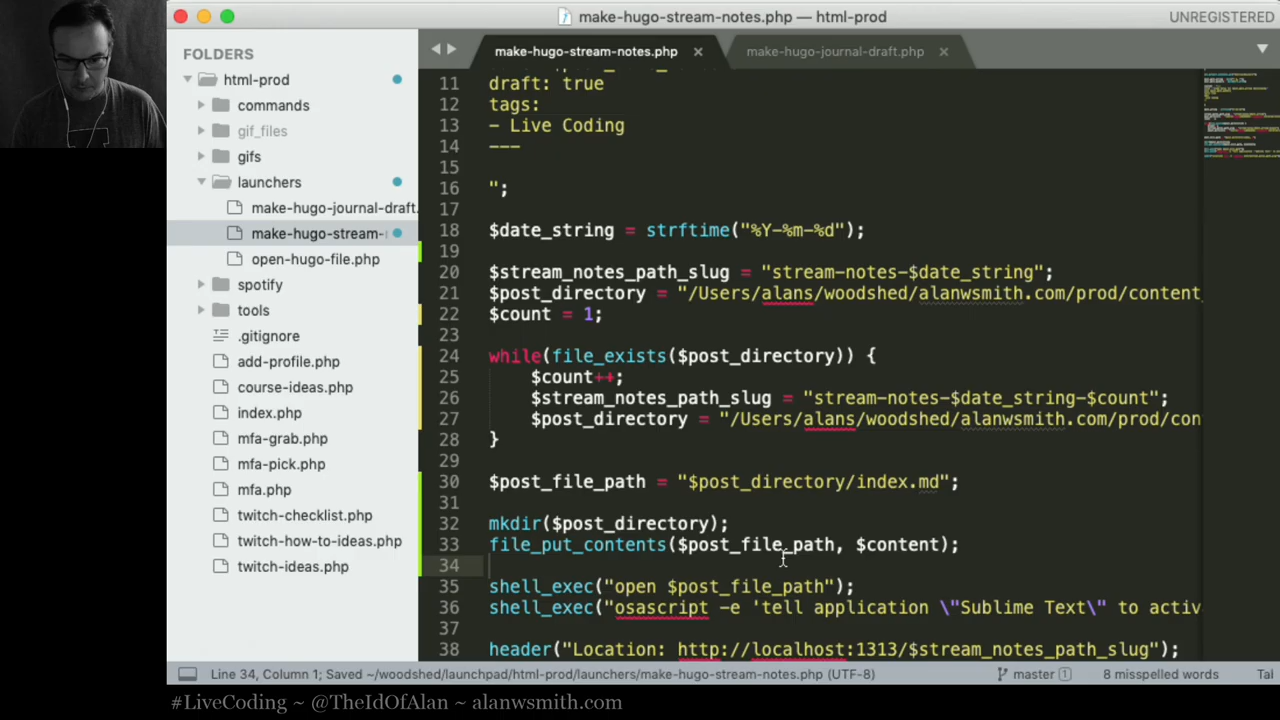 make-hugo-stream-notes.php — html-prod
UNREGISTERED
FOLDERS
html-prod
commands
gif_files
gifs
launchers
make-hugo-journal-draft.
make-hugo-stream-
open-hugo-file.php
spotify
tools
.gitignore
add-profile.php
course-ideas.php
index.php
mfa-grab.php
mfa-pick.php
mfa.php
twitch-checklist.php
twitch-how-to-ideas.php
twitch-ideas.php
make-hugo-stream-notes.php
make-hugo-journal-draft.php
11 draft: true
12 tags:
13 - Live Coding
14 ---
15
16 ";
17
18 $date_string = strftime("%Y-%m-%d");
19
20 $stream_notes_path_slug = "stream-notes-$date_string";
21 $post_directory = "/Users/alans/woodshed/alanwsmith.com/prod/content_
22 $count = 1;
23
24 while(file_exists($post_directory)) {
25 $count++;
26 $stream_notes_path_slug = "stream-notes-$date_string-$count";
27 $post_directory = "/Users/alans/woodshed/alanwsmith.com/prod/con
28 }
29
30 $post_file_path = "$post_directory/index.md";
31
32 mkdir($post_directory);
33 file_put_contents($post_file_path, $content);
34
35 shell_exec("open $post_file_path");
36 shell_exec("osascript -e 'tell application \"Sublime Text\" to activ
37
38 header("Location: http://localhost:1313/$stream_notes_path_slug");
Line 34, Column 1; Saved ~/woodshed/launchpad/html-prod/launchers/make-hugo-stream-notes.php (UTF-8)
master 1
8 misspelled words
Tal
#LiveCoding ~ @TheIdOfAlan ~ alanwsmith.com